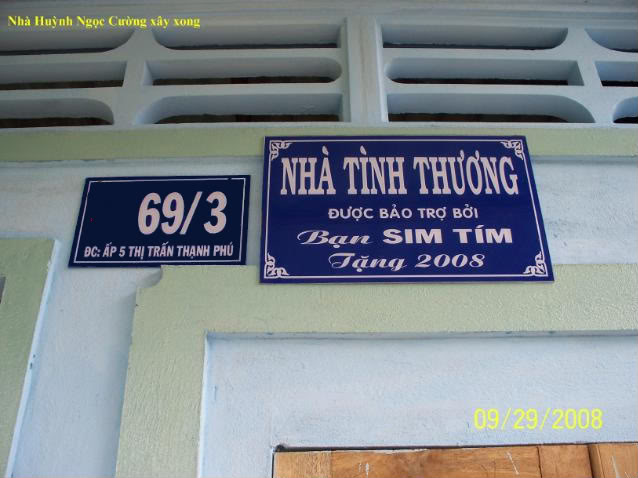 Nhà Huỳnh Ngọc Cường xây xong
69/3
ĐC: ẤP 5 THỊ TRẤN THẠNH PHÚ
NHÀ TÌNH THƯƠNG
ĐƯỢC BẢO TRỢ BỞI
Bạn SIM TÍM
Tặng 2008
09/29/2008